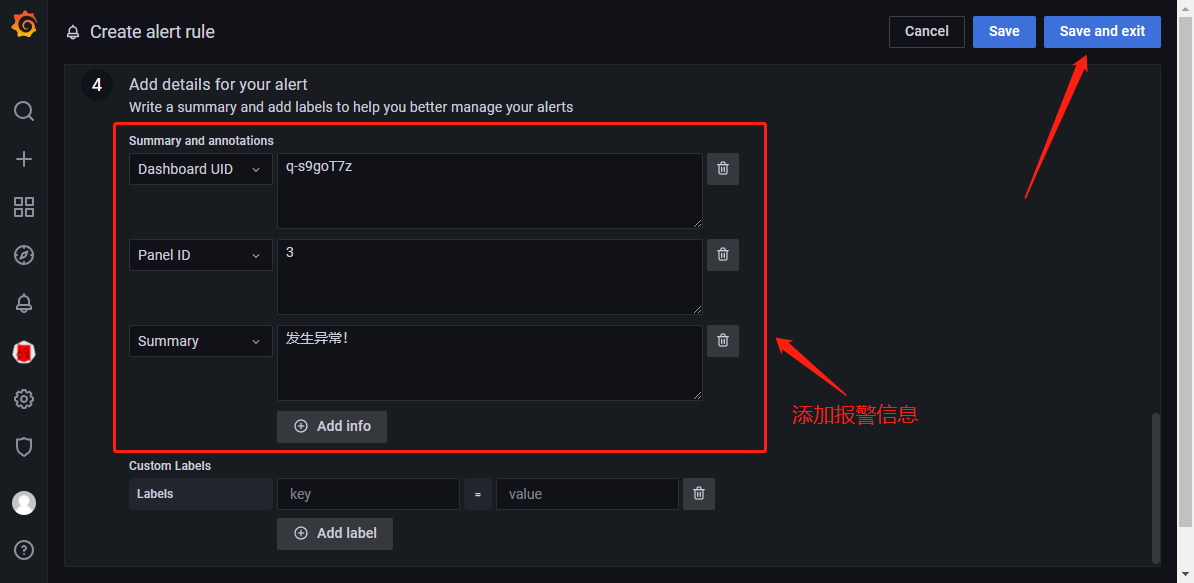 Create alert rule
Cancel
Save
Save and exit
4
Add details for your alert
Write a summary and add labels to help you better manage your alerts
Summary and annotations
Dashboard UID
q-s9goT7z
Panel ID
3
Summary
发生异常!
Add info
添加报警信息
Custom Labels
Labels
key
=
value
Add label
?